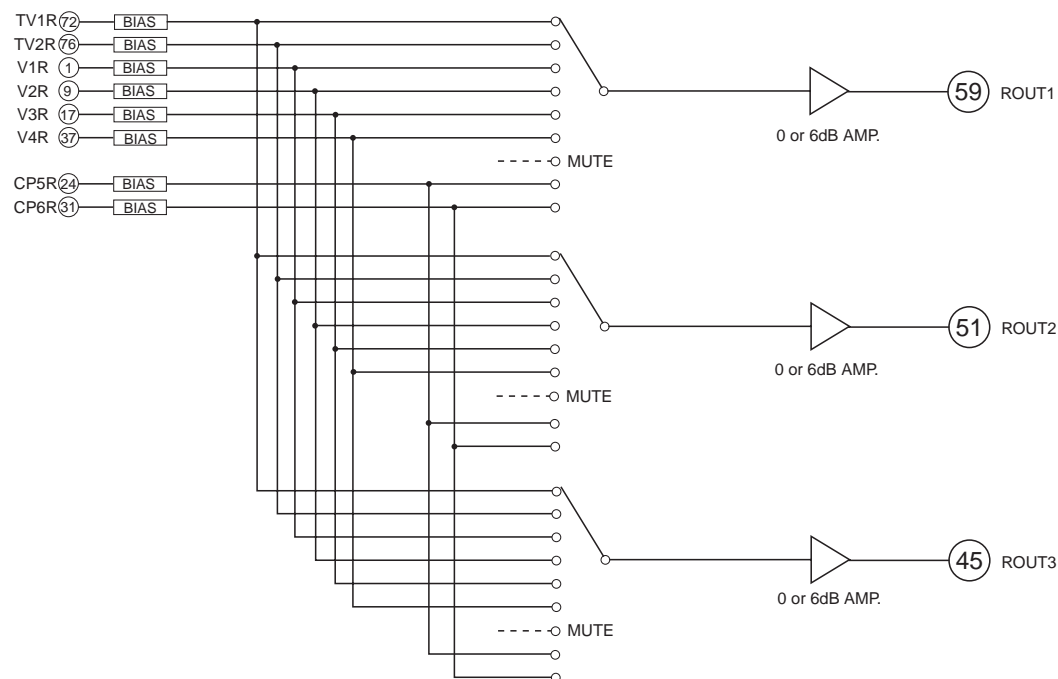 TV1R 72 BIAS
TV2R 76 BIAS
V1R 1 BIAS
V2R 9 BIAS
59 ROUT1
V3R 17 BIAS
V4R 37 BIAS
0 or 6dB AMP.
MUTE
CP5R 24 BIAS
CP6R 31 BIAS
51 ROUT2
0 or 6dB AMP.
MUTE
45 ROUT3
0 or 6dB AMP.
MUTE